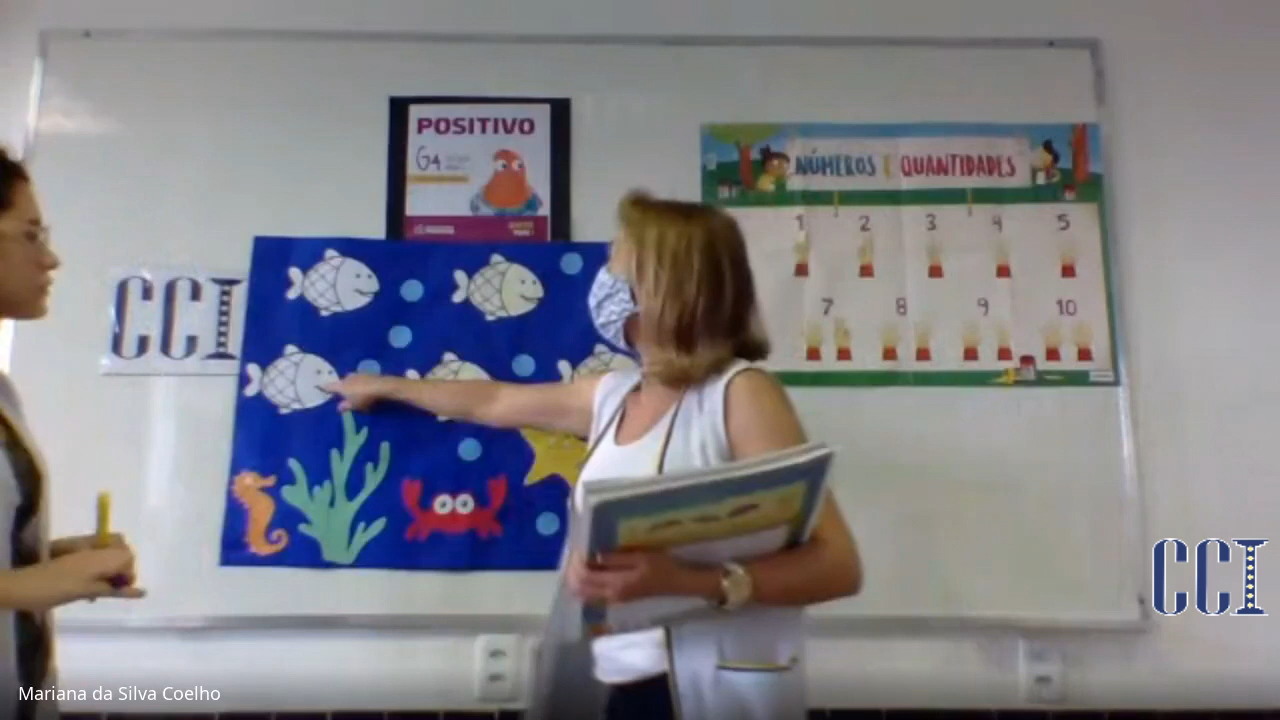 POSITIVO
G4
NÚMEROS E QUANTIDADES
1 2 3 4 5
7 8 9 10
CCI
CCI
Mariana da Silva Coelho